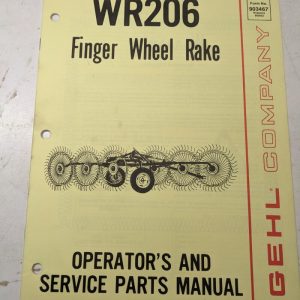 WR206
Finger Wheel Rake
Form No.
903467
GEHL COMPANY
OPERATOR'S AND
SERVICE PARTS MANUAL